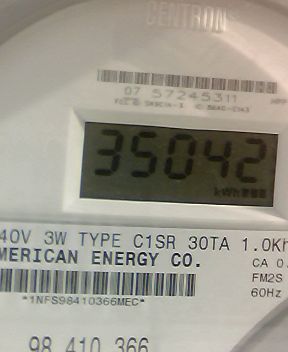 CENTRON
07 57245311
35042
kWh
40V 3W TYPE C1SR 30TA 1.0Kh
MERICAN ENERGY CO.
CA 0.
FM2S
60Hz
*1NFS98410366MEC*
98 410 366